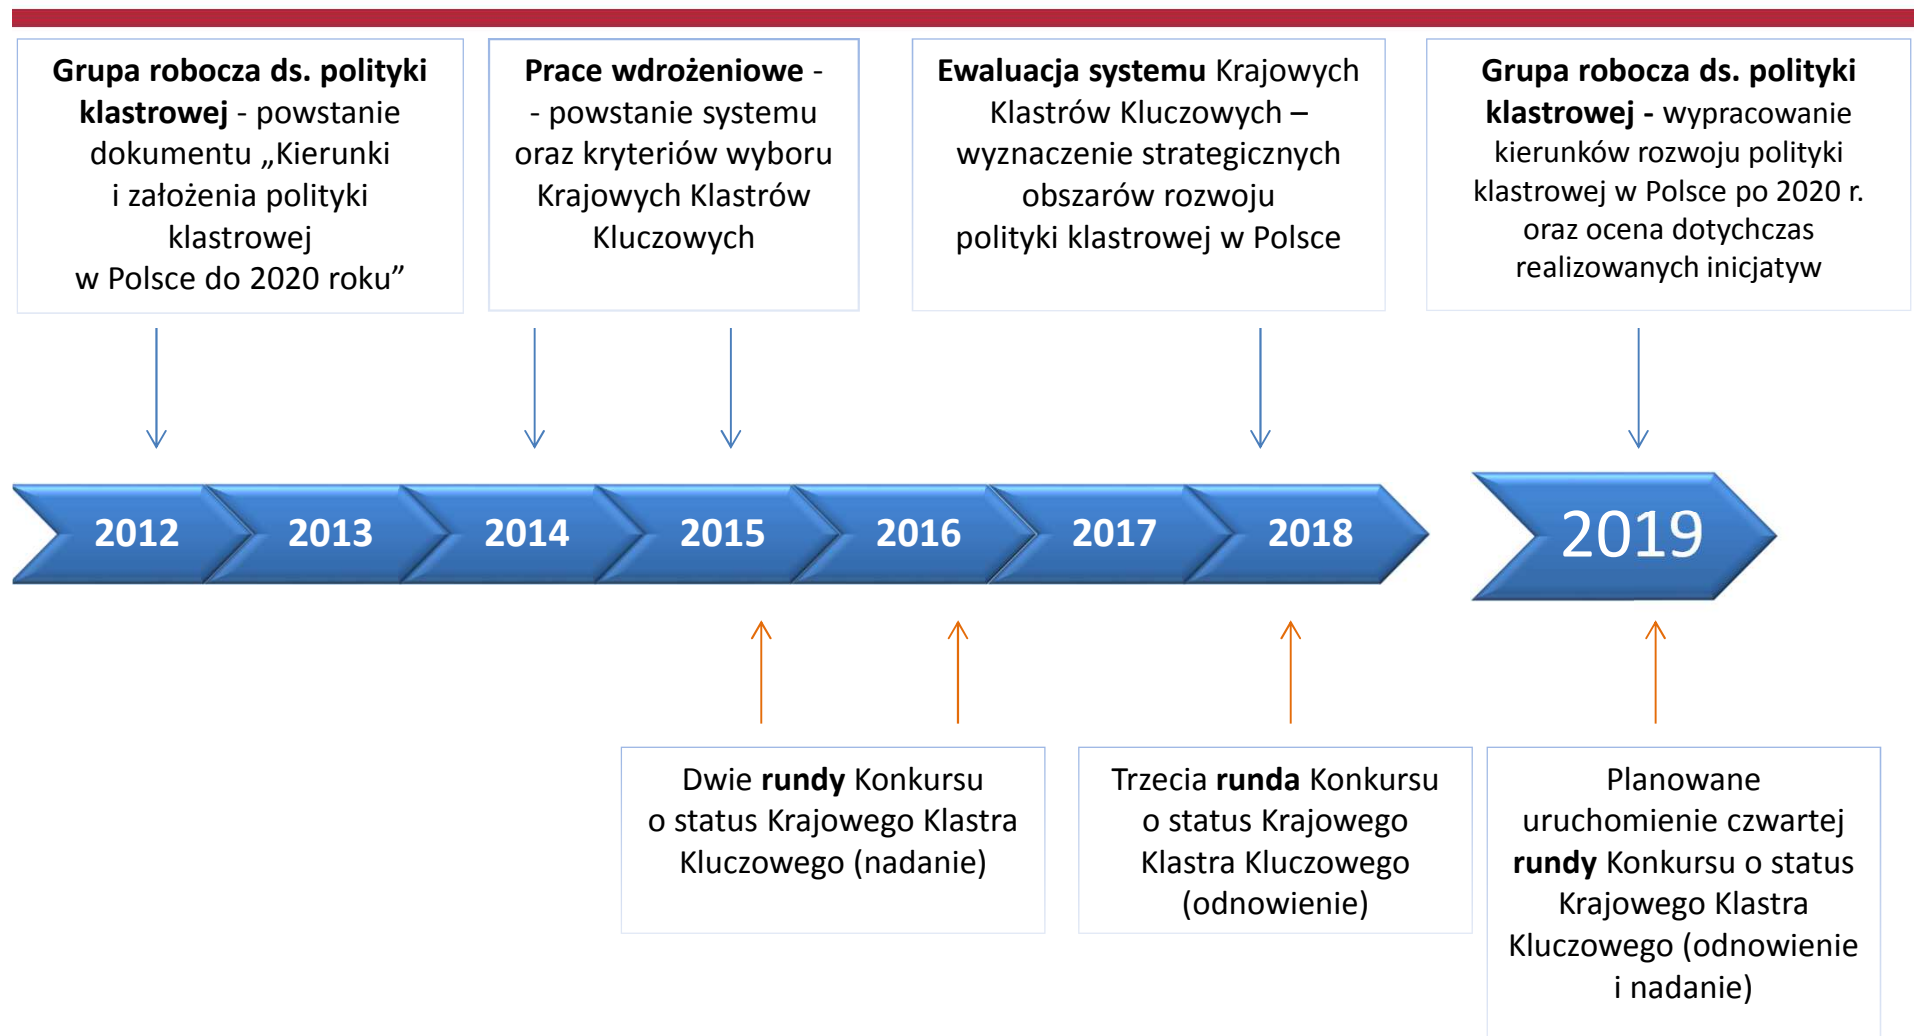 Grupa robocza ds. polityki
klastrowej - powstanie
dokumentu „Kierunki
i założenia polityki
klastrowej
w Polsce do 2020 roku”
Prace wdrożeniowe -
- powstanie systemu
oraz kryteriów wyboru
Krajowych Klastrów
Kluczowych
Ewaluacja systemu Krajowych
Klastrów Kluczowych –
wyznaczenie strategicznych
obszarów rozwoju
polityki klastrowej w Polsce
Grupa robocza ds. polityki
klastrowej - wypracowanie
kierunków rozwoju polityki
klastrowej w Polsce po 2020 r.
oraz ocena dotychczas
realizowanych inicjatyw
2012
2013
2014
2015
2016
2017
2018
2019
Dwie rundy Konkursu
o status Krajowego Klastra
Kluczowego (nadanie)
Trzecia runda Konkursu
o status Krajowego
Klastra Kluczowego
(odnowienie)
Planowane
uruchomienie czwartej
rundy Konkursu o status
Krajowego Klastra
Kluczowego (odnowienie
i nadanie)